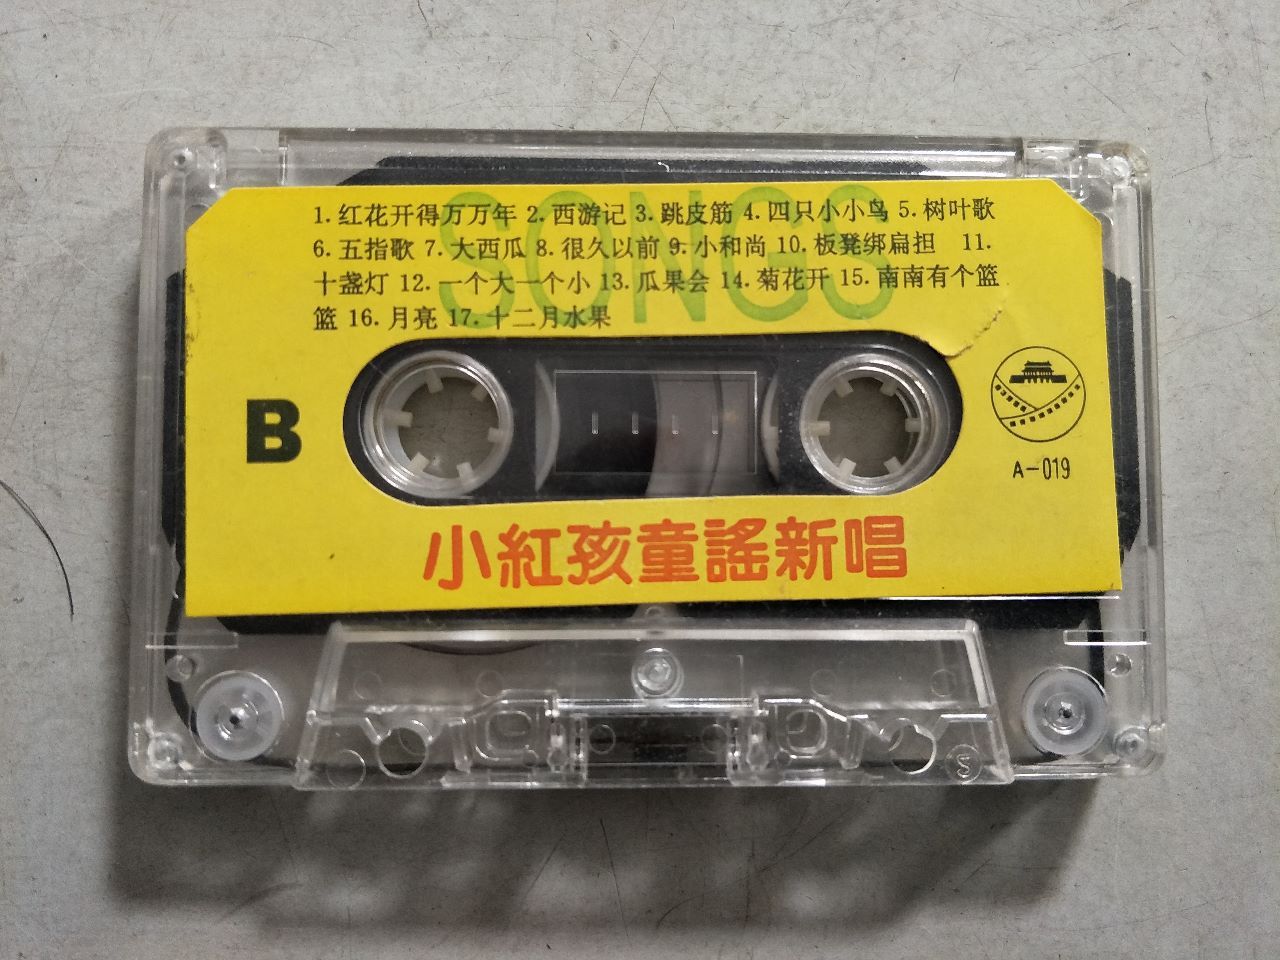 SONGS
1. 红花开得万万年 2. 西游记 3. 跳皮筋 4. 四只小小鸟 5. 树叶歌
6. 五指歌 7. 大西瓜 8. 很久以前 9. 小和尚 10. 板凳绑扁担 11.
十盏灯 12. 一个大一个小 13. 瓜果会 14. 菊花开 15. 南南有个篮
篮 16. 月亮 17. 十二月水果
B
A-019
小紅孩童謠新唱
S